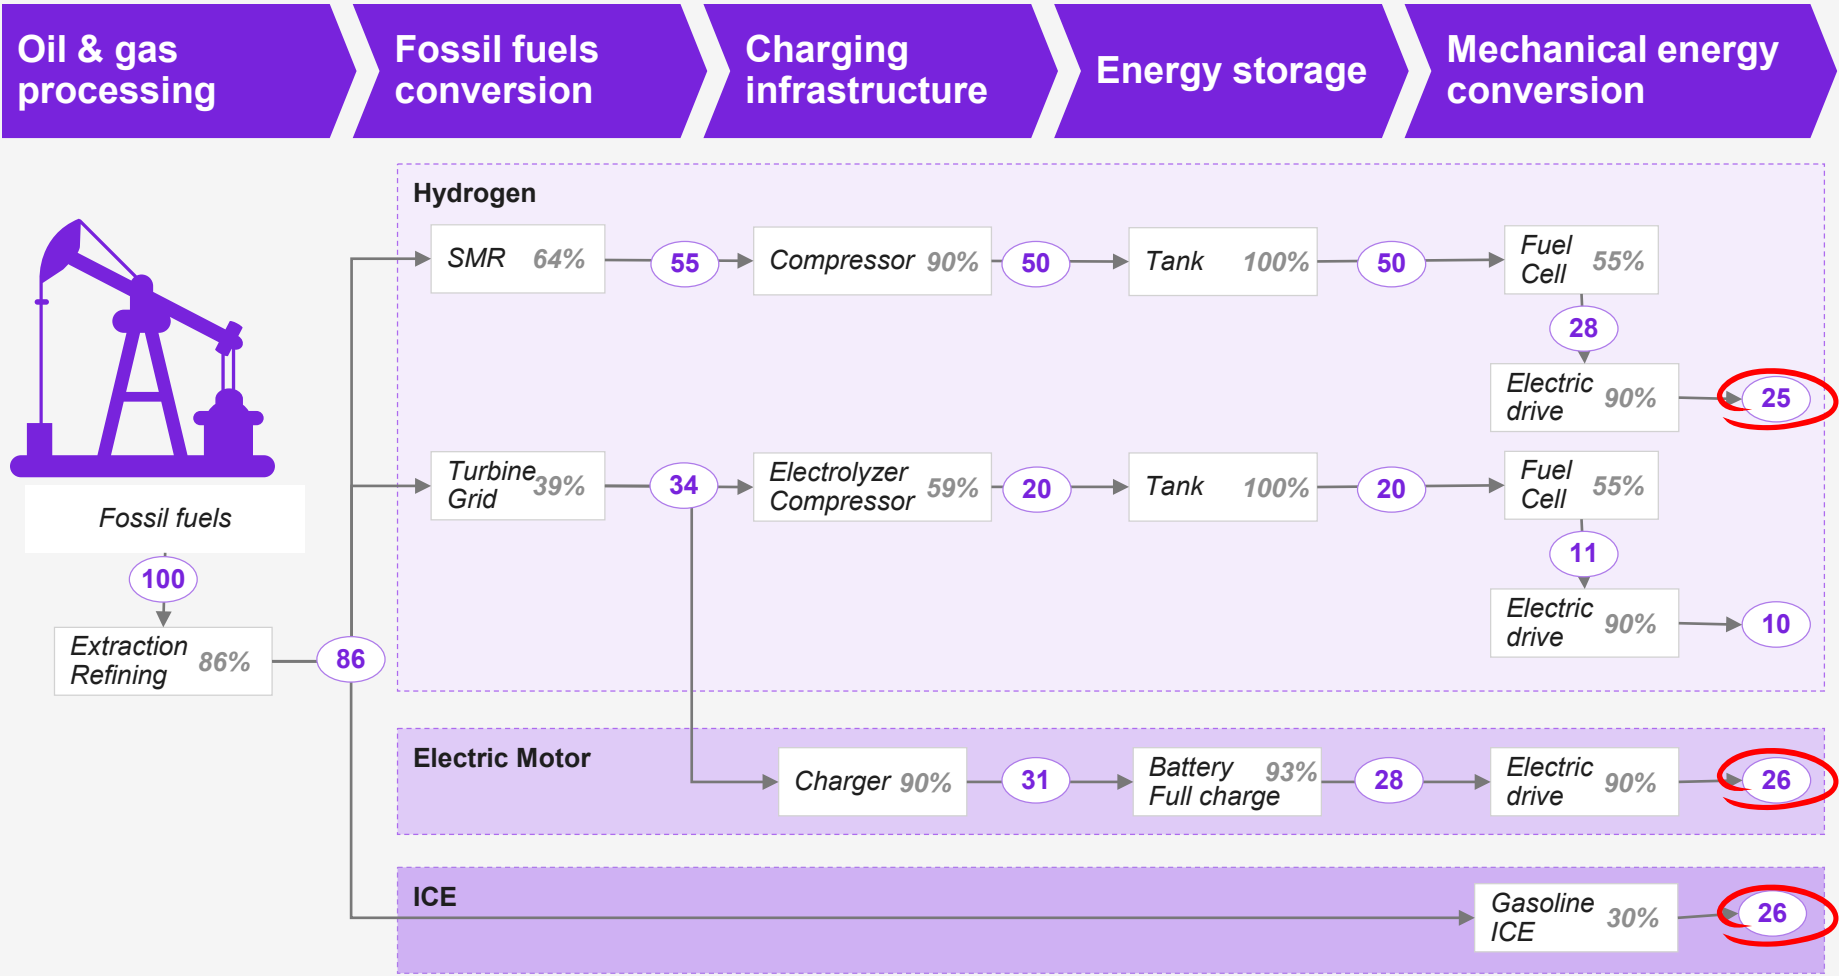 Oil & gas
processing
Fossil fuels
conversion
Charging
infrastructure
Energy storage
Mechanical energy
conversion
Hydrogen
SMR 64%
55
Compressor 90%
50
Tank 100%
50
Fuel
Cell 55%
28
Electric
drive 90%
25
Turbine
Grid 39%
34
Electrolyzer
Compressor 59%
20
Tank 100%
20
Fuel
Cell 55%
11
Electric
drive 90%
10
Fossil fuels
100
Extraction
Refining 86%
86
Electric Motor
Charger 90%
31
Battery 93%
Full charge
28
Electric
drive 90%
26
ICE
Gasoline
ICE 30%
26